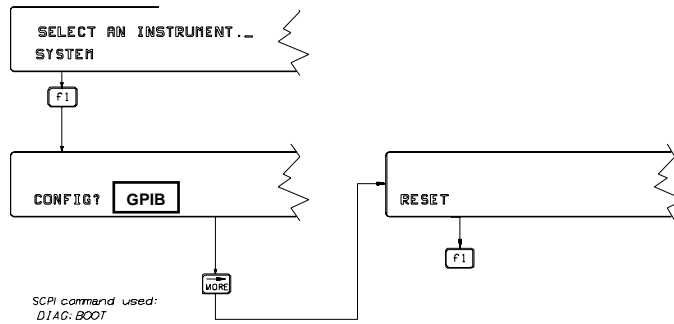 SELECT AN INSTRUMENT._
SYSTEM
f1
CONFIG? GPIB
RESET
MORE
f1
SCPI command used:
DIAG:BOOT